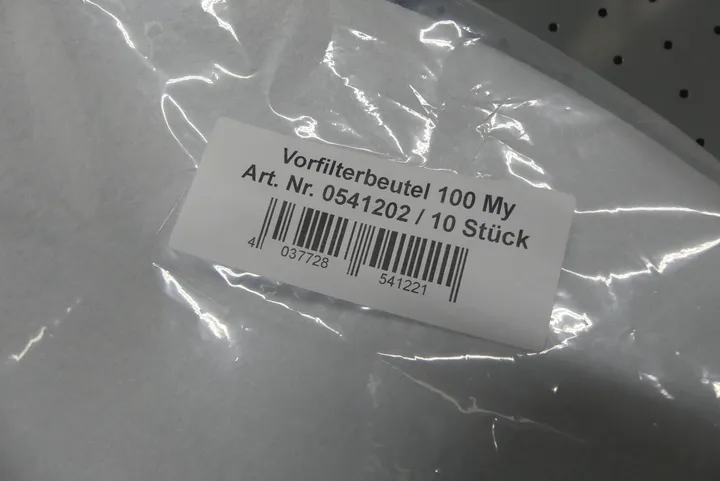 Vorfilterbeutel 100 My
Art. Nr. 0541202 / 10 Stück
4 037728 541221